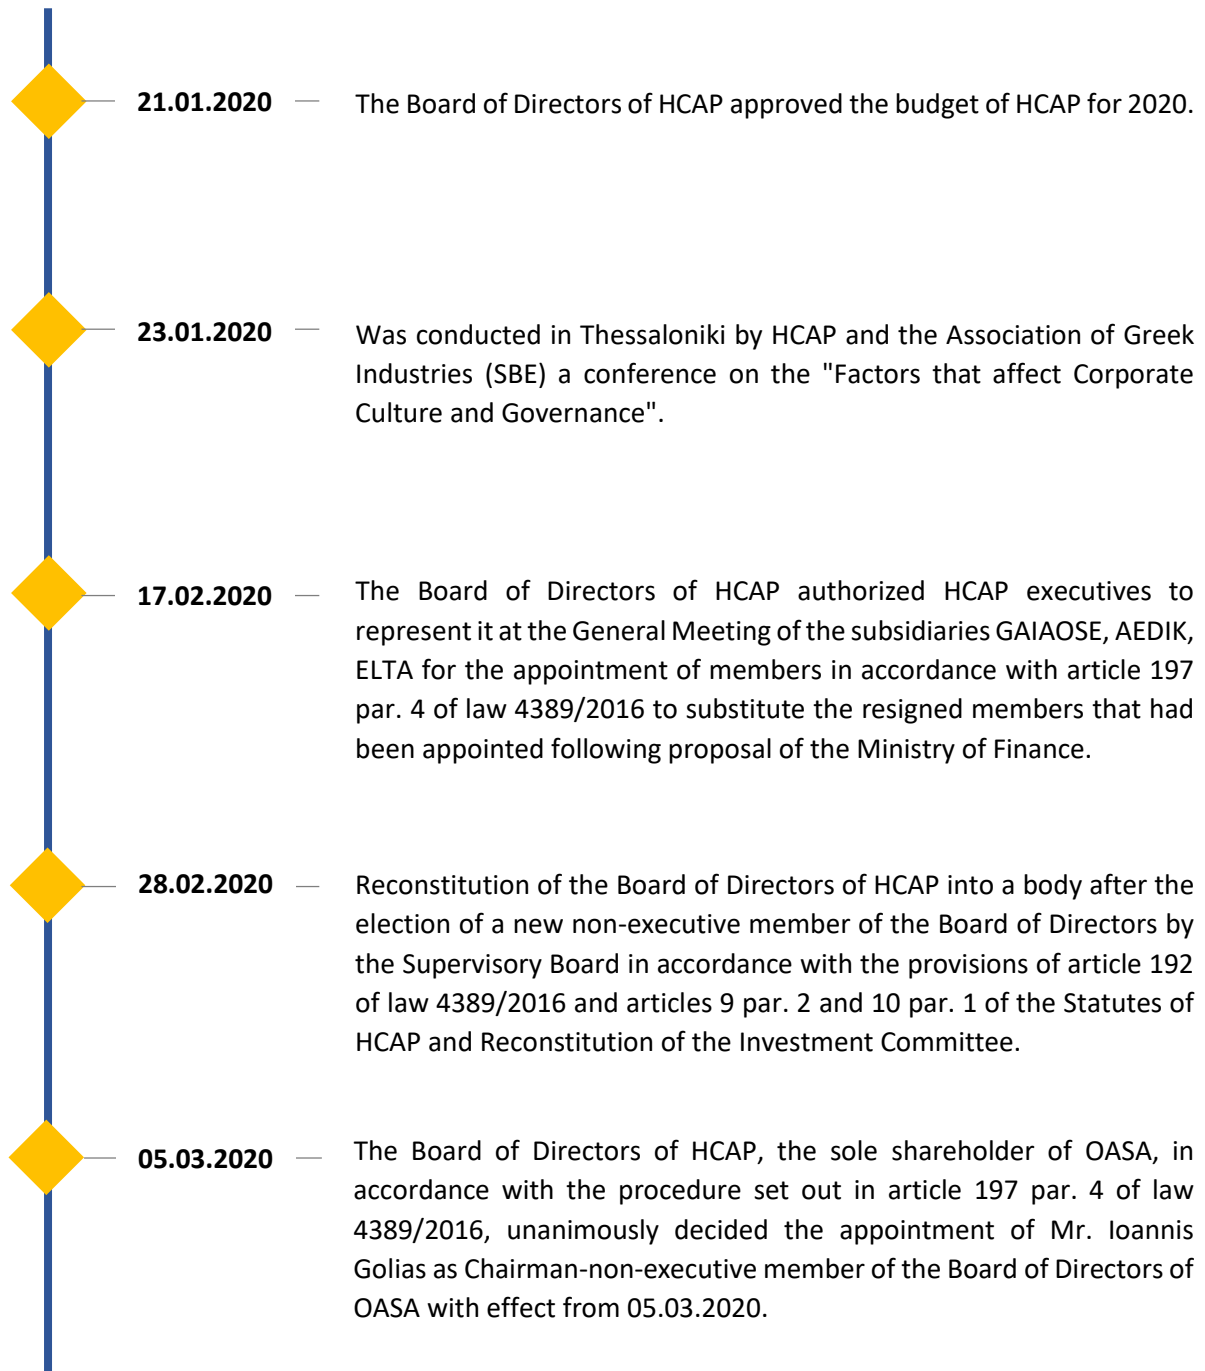 21.01.2020
The Board of Directors of HCAP approved the budget of HCAP for 2020.
23.01.2020
Was conducted in Thessaloniki by HCAP and the Association of Greek
Industries (SBE) a conference on the "Factors that affect Corporate
Culture and Governance".
17.02.2020
The Board of Directors of HCAP authorized HCAP executives to
represent it at the General Meeting of the subsidiaries GAIAOSE, AEDIK,
ELTA for the appointment of members in accordance with article 197
par. 4 of law 4389/2016 to substitute the resigned members that had
been appointed following proposal of the Ministry of Finance.
28.02.2020
Reconstitution of the Board of Directors of HCAP into a body after the
election of a new non-executive member of the Board of Directors by
the Supervisory Board in accordance with the provisions of article 192
of law 4389/2016 and articles 9 par. 2 and 10 par. 1 of the Statutes of
HCAP and Reconstitution of the Investment Committee.
05.03.2020
The Board of Directors of HCAP, the sole shareholder of OASA, in
accordance with the procedure set out in article 197 par. 4 of law
4389/2016, unanimously decided the appointment of Mr. Ioannis
Golias as Chairman-non-executive member of the Board of Directors of
OASA with effect from 05.03.2020.